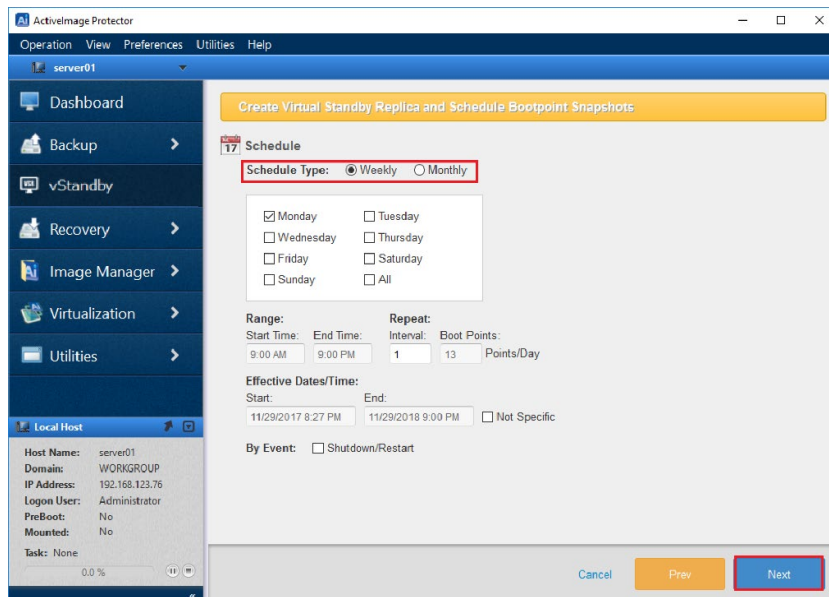 ActiveImage Protector
Operation View Preferences Utilities Help
server01
Dashboard
Backup
vStandby
Recovery
Image Manager
Virtualization
Utilities
Local Host
Host Name: server01
Domain: WORKGROUP
IP Address: 192.168.123.76
Logon User: Administrator
PreBoot: No
Mounted: No
Task: None
0.0 %
Create Virtual Standby Replica and Schedule Bootpoint Snapshots
17 Schedule
Schedule Type: Weekly Monthly
Monday Tuesday
Wednesday Thursday
Friday Saturday
Sunday All
Range: Repeat:
Start Time: End Time: Interval: Boot Points:
9:00 AM 9:00 PM 1 13 Points/Day
Effective Dates/Time:
Start: End:
11/29/2017 8:27 PM 11/29/2018 9:00 PM Not Specific
By Event: Shutdown/Restart
Cancel Prev Next